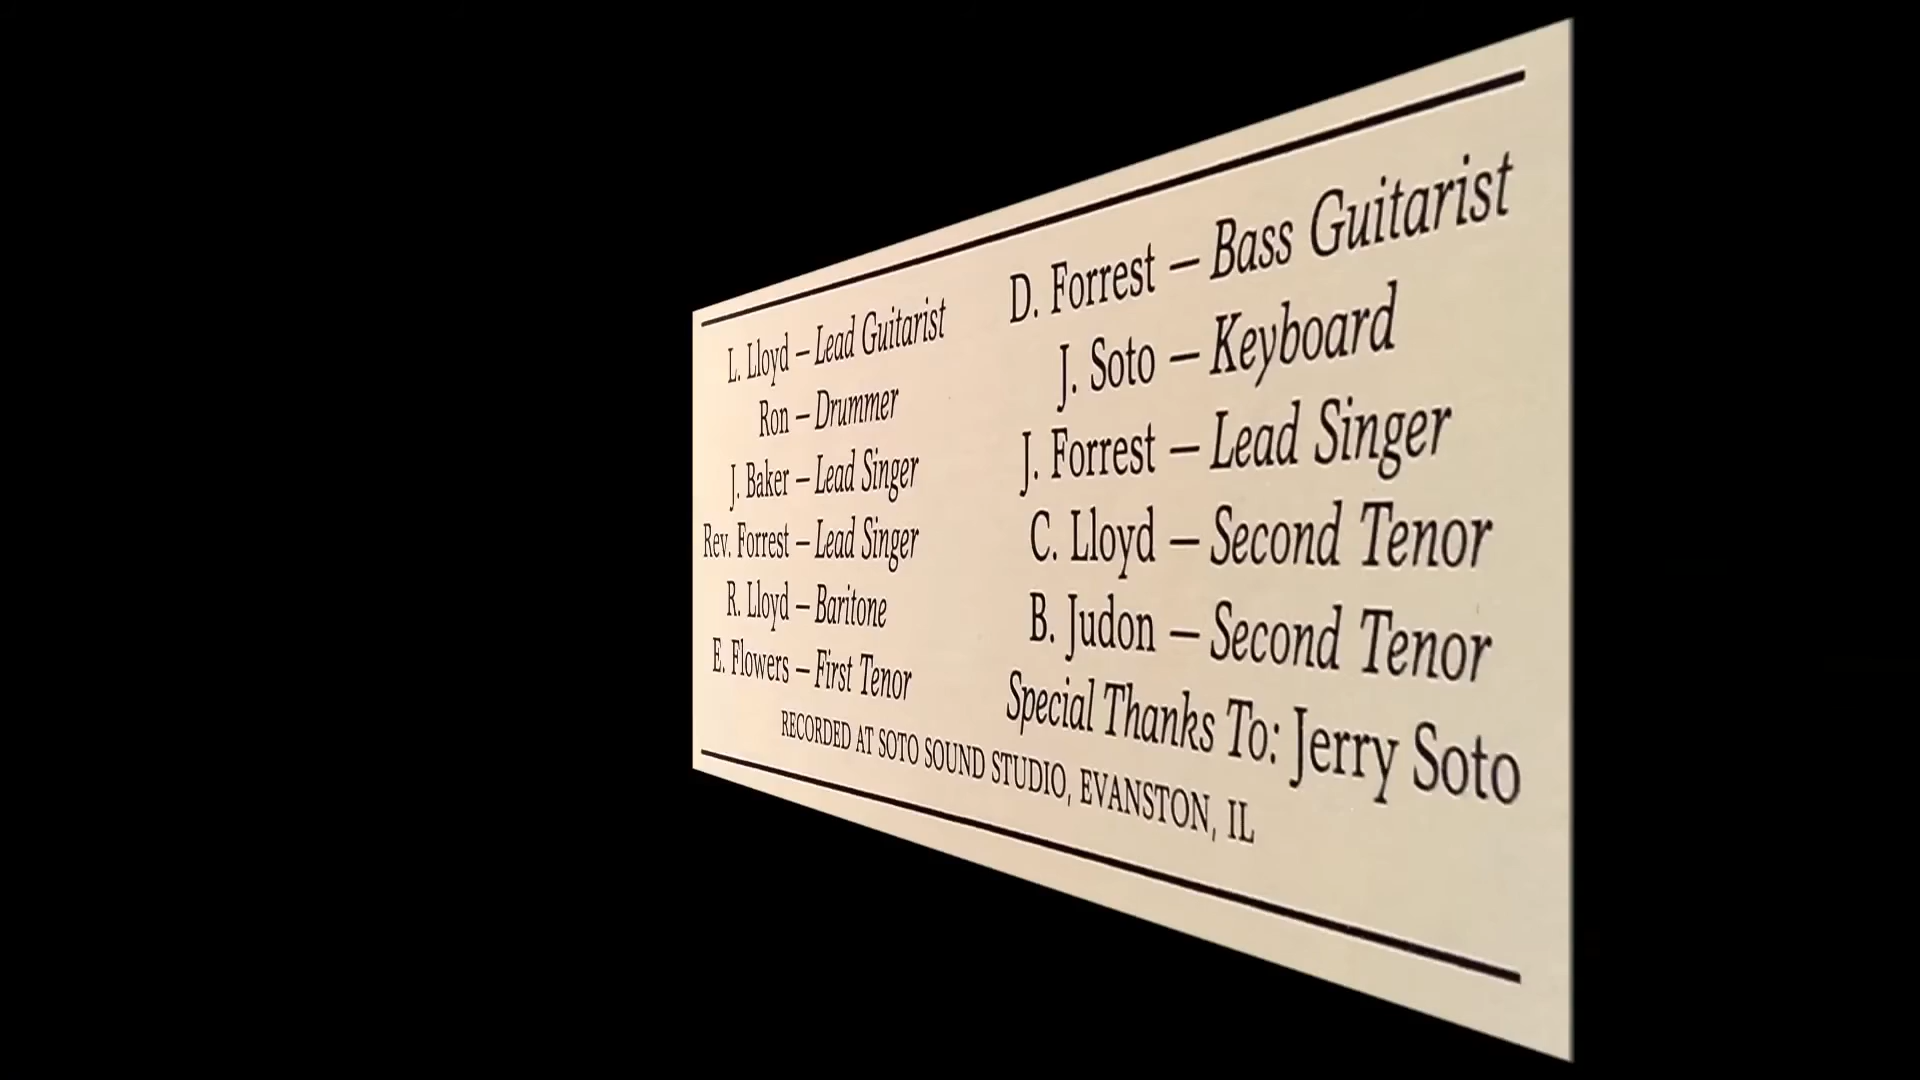 L. Lloyd – Lead Guitarist
Ron – Drummer
J. Baker – Lead Singer
Rev. Forrest – Lead Singer
R. Lloyd – Baritone
E. Flowers – First Tenor
D. Forrest – Bass Guitarist
J. Soto – Keyboard
J. Forrest – Lead Singer
C. Lloyd – Second Tenor
B. Judon – Second Tenor
Special Thanks To: Jerry Soto
RECORDED AT SOTO SOUND STUDIO, EVANSTON, IL